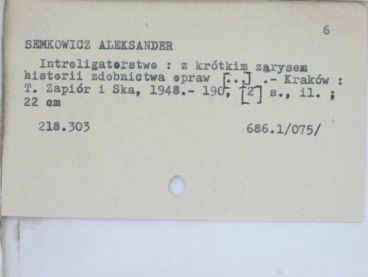 6
SEMKOWICZ ALEKSANDER
Intreligatorstwo : z krótkim zarysem
historii zdobnictwa opraw [...] .- Kraków :
T. Zapiór i Ska, 1948.- 190, [2] s., il. ;
22 cm
218.303 686.1/075/